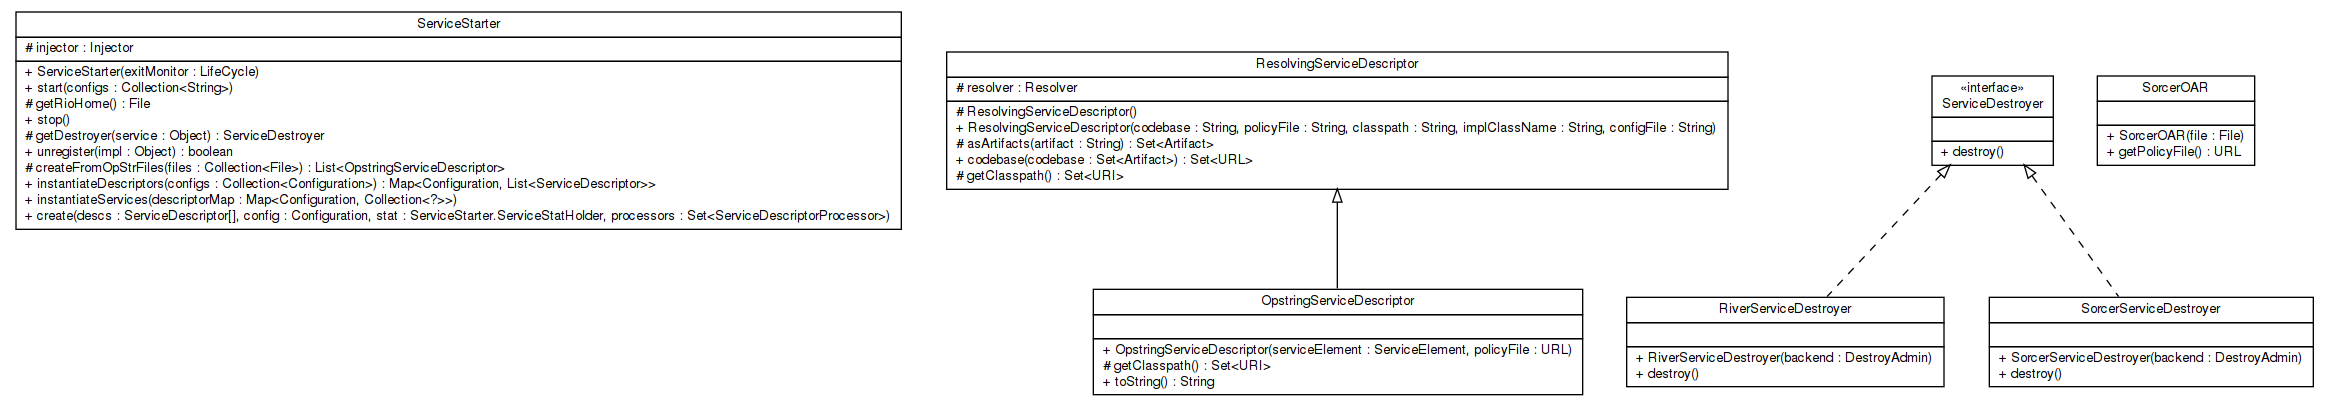 ServiceStarter
# injector : Injector
+ ServiceStarter(exitMonitor : LifeCycle)
+ start(configs : Collection<String>)
# getRioHome() : File
+ stop()
# getDestroyer(service : Object) : ServiceDestroyer
+ unregister(impl : Object) : boolean
# createFromOpStrFiles(files : Collection<File>) : List<OpstringServiceDescriptor>
+ instantiateDescriptors(configs : Collection<Configuration>) : Map<Configuration, List<ServiceDescriptor>>
+ instantiateServices(descriptorMap : Map<Configuration, Collection<?>>)
+ create(descs : ServiceDescriptor[], config : Configuration, stat : ServiceStarter.ServiceStatHolder, processors : Set<ServiceDescriptorProcessor>)
ResolvingServiceDescriptor
# resolver : Resolver
# ResolvingServiceDescriptor()
+ ResolvingServiceDescriptor(codebase : String, policyFile : String, classpath : String, implClassName : String, configFile : String)
# asArtifacts(artifact : String) : Set<Artifact>
+ codebase(codebase : Set<Artifact>) : Set<URL>
# getClasspath() : Set<URI>
«interface»
ServiceDestroyer
+ destroy()
SorcerOAR
+ SorcerOAR(file : File)
+ getPolicyFile() : URL
OpstringServiceDescriptor
+ OpstringServiceDescriptor(serviceElement : ServiceElement, policyFile : URL)
# getClasspath() : Set<URI>
+ toString() : String
RiverServiceDestroyer
+ RiverServiceDestroyer(backend : DestroyAdmin)
+ destroy()
SorcerServiceDestroyer
+ SorcerServiceDestroyer(backend : DestroyAdmin)
+ destroy()